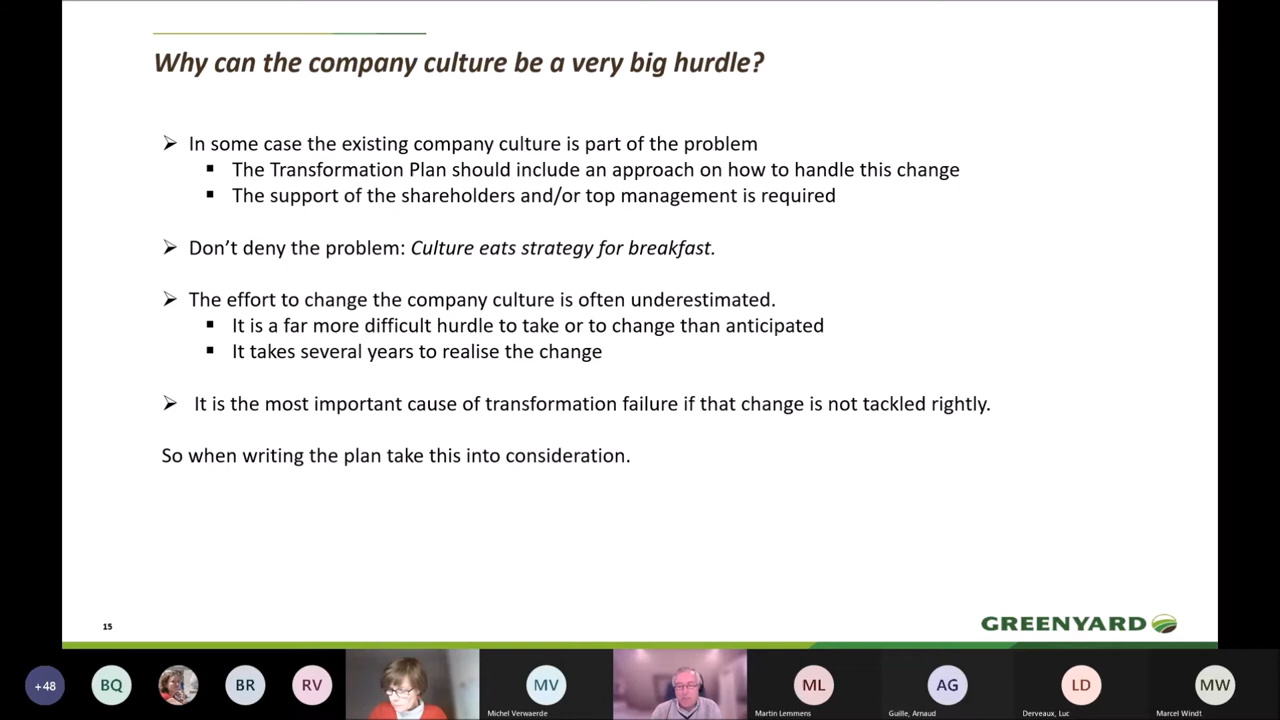 Why can the company culture be a very big hurdle?
In some case the existing company culture is part of the problem
The Transformation Plan should include an approach on how to handle this change
The support of the shareholders and/or top management is required
Don’t deny the problem: Culture eats strategy for breakfast.
The effort to change the company culture is often underestimated.
It is a far more difficult hurdle to take or to change than anticipated
It takes several years to realise the change
It is the most important cause of transformation failure if that change is not tackled rightly.
So when writing the plan take this into consideration.
15
GREENYARD
+48
BQ
BR
RV
MV
ML
AG
LD
MW
Michel Verwaerde
Martin Lemmens
Guille, Arnaud
Derveaux, Luc
Marcel Windt